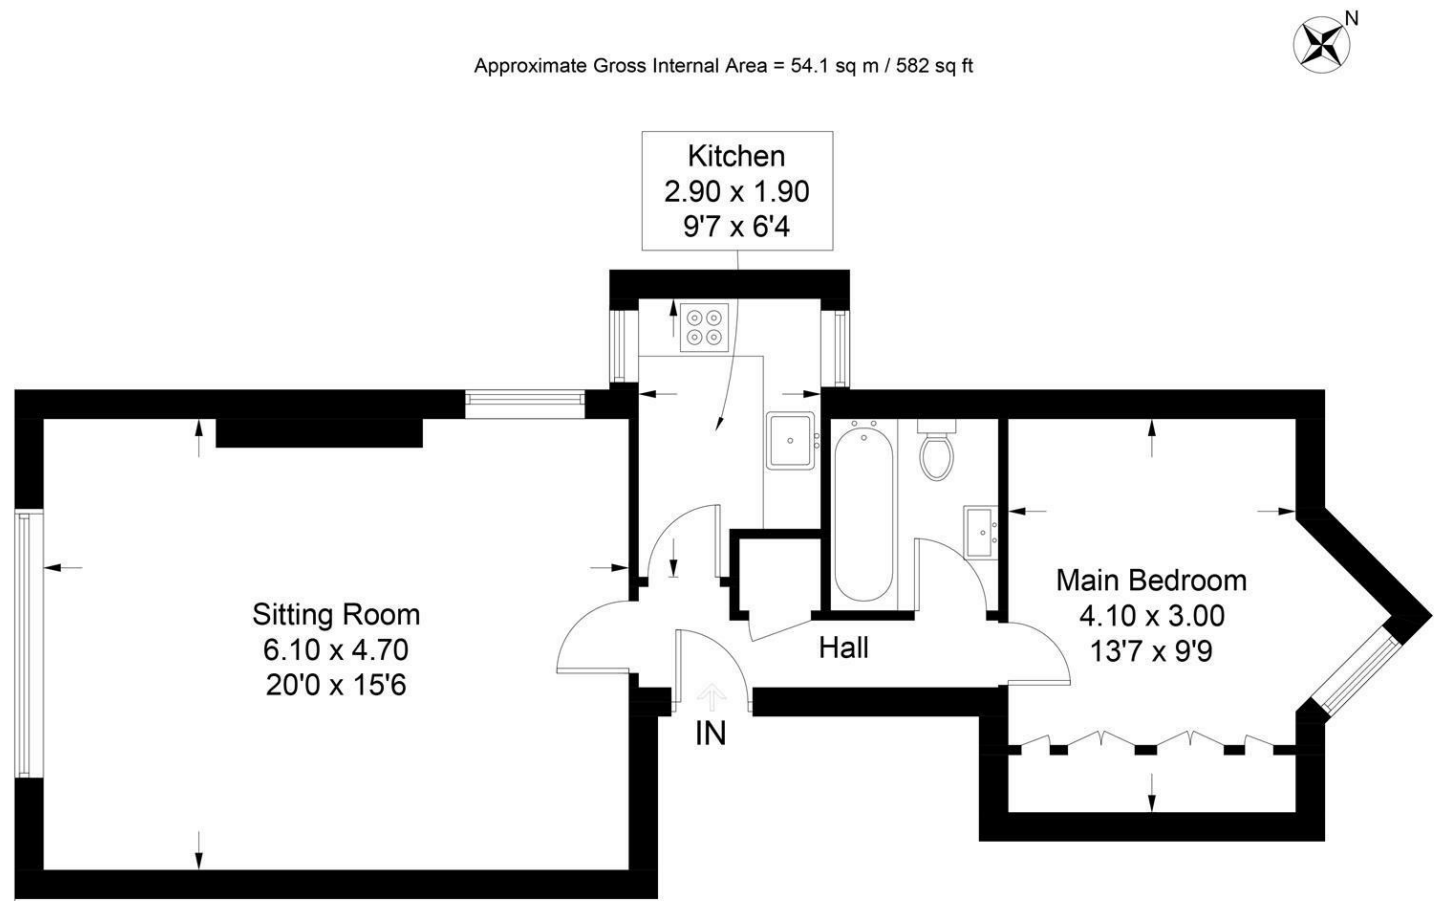 N
Approximate Gross Internal Area = 54.1 sq m / 582 sq ft
Kitchen
2.90 x 1.90
9'7 x 6'4
Sitting Room
6.10 x 4.70
20'0 x 15'6
Main Bedroom
4.10 x 3.00
13'7 x 9'9
Hall
IN